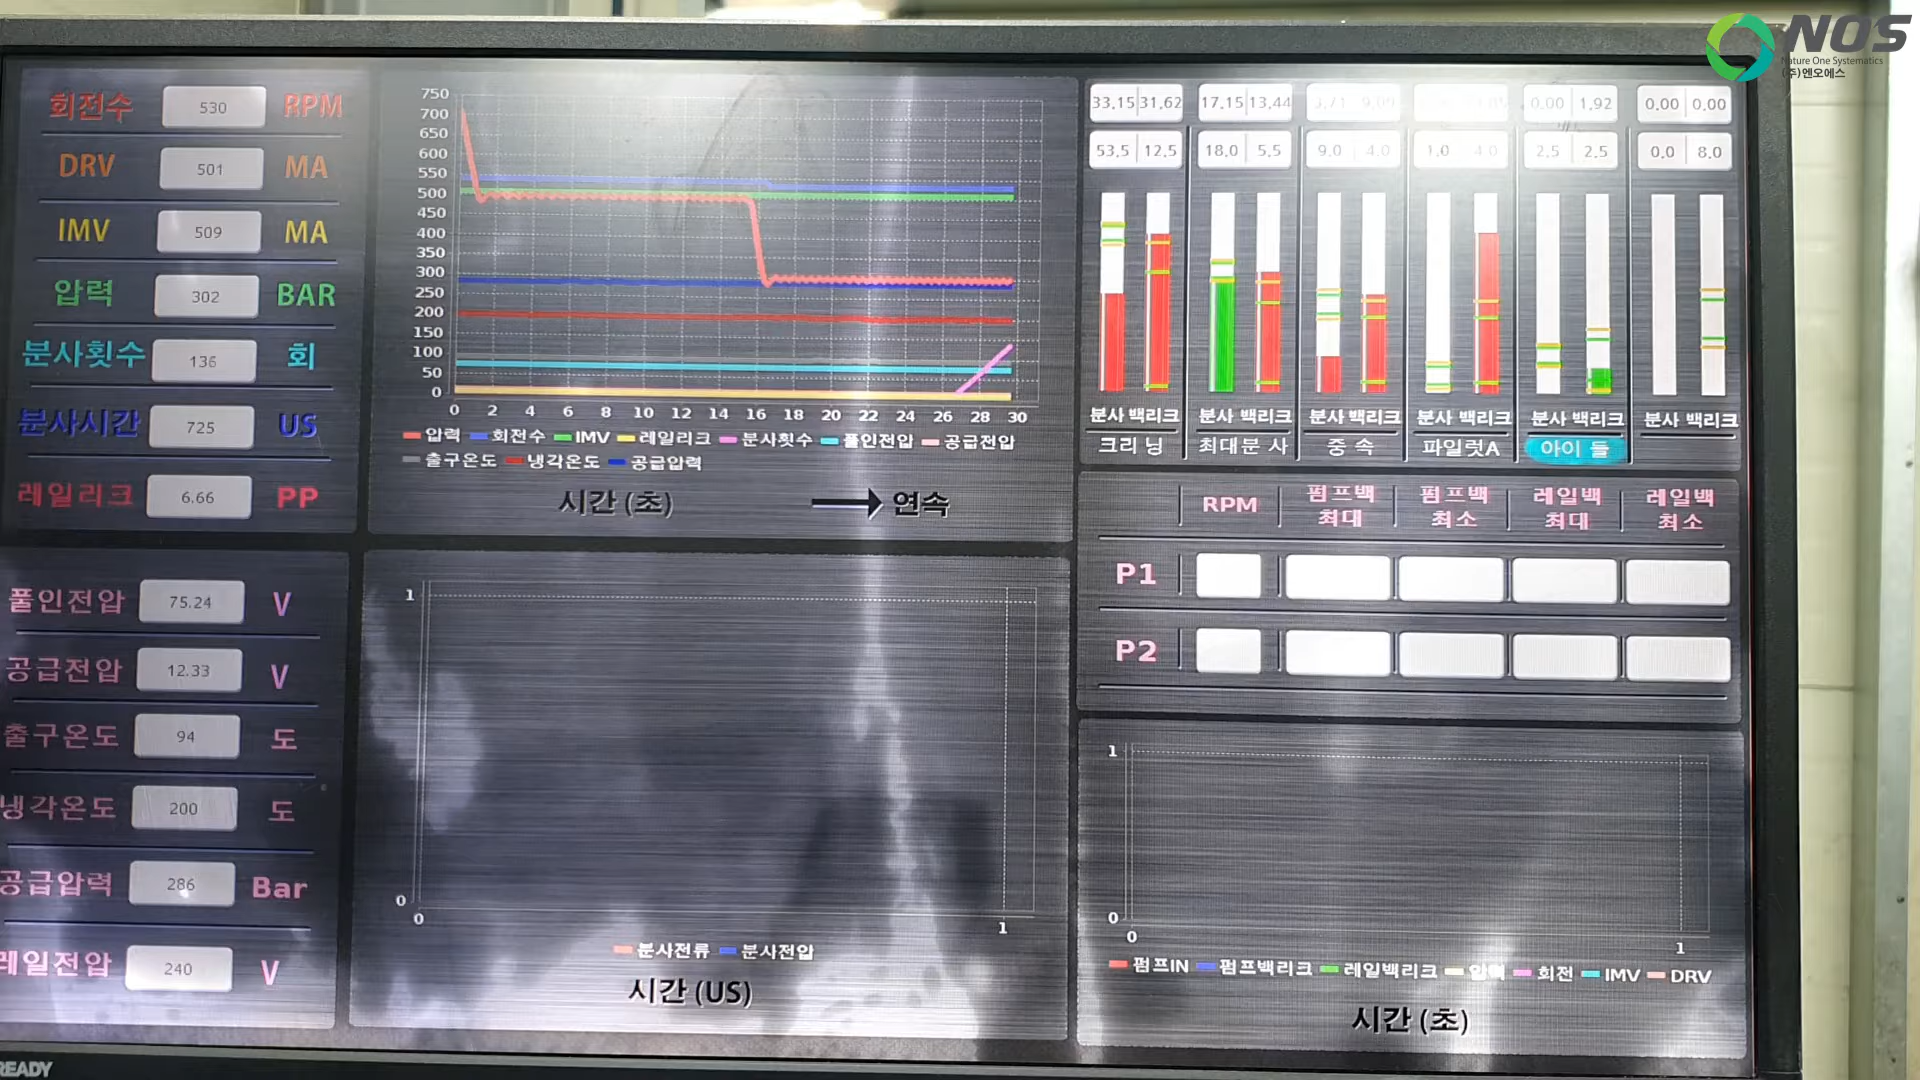 NOS
Nature One Systematics
(주)엔오에스
회전수 530 RPM
DRV 501 MA
IMV 509 MA
압력 302 BAR
분사횟수 136 회
분사시간 725 US
레일리크 6.66 PP
풀인전압 75.24 V
공급전압 12.33 V
출구온도 94 도
냉각온도 200 도
공급압력 286 Bar
레일전압 240 V
READY
750
700
650
600
550
500
450
400
350
300
250
200
150
100
50
0
0 2 4 6 8 10 12 14 16 18 20 22 24 26 28 30
압력 회전수 IMV 레일리크 분사횟수 풀인전압 공급전압
출구온도 냉각온도 공급압력
시간 (초) 연속
1
0
0 1
분사전류 분사전압
시간 (US)
33,15 31,62 17,15 13,44 0,00 1,92 0,00 0,00
53,5 12,5 18,0 5,5 9,0 4,0 1,0 4,0 2,5 2,5 0,0 8,0
분사 백리크 분사 백리크 분사 백리크 분사 백리크 분사 백리크 분사 백리크
크리 닝 최대분 사 중 속 파일럿A 아이 들
RPM 펌프백 최대 펌프백 최소 레일백 최대 레일백 최소
P1
P2
1
0
0 1
펌프IN 펌프백리크 레일백리크 압력 회전 IMV DRV
시간 (초)